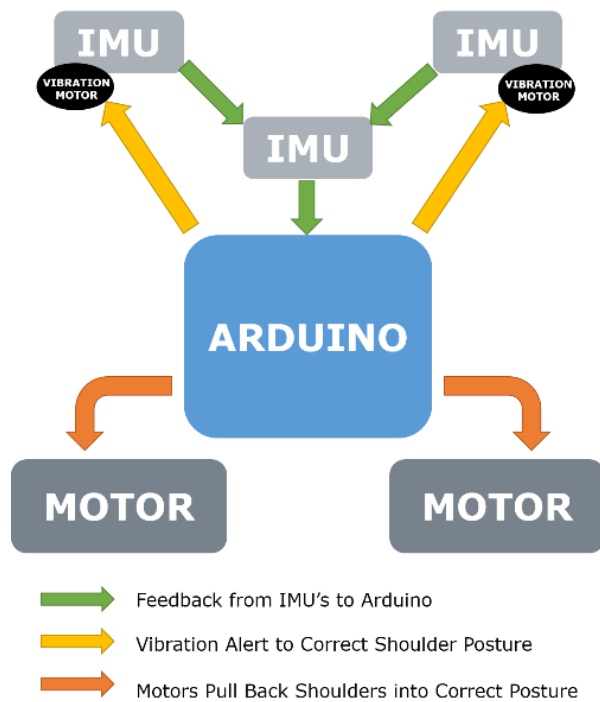 IMU
IMU
VIBRATION
MOTOR
VIBRATION
MOTOR
IMU
ARDUINO
MOTOR
MOTOR
Feedback from IMU's to Arduino
Vibration Alert to Correct Shoulder Posture
Motors Pull Back Shoulders into Correct Posture